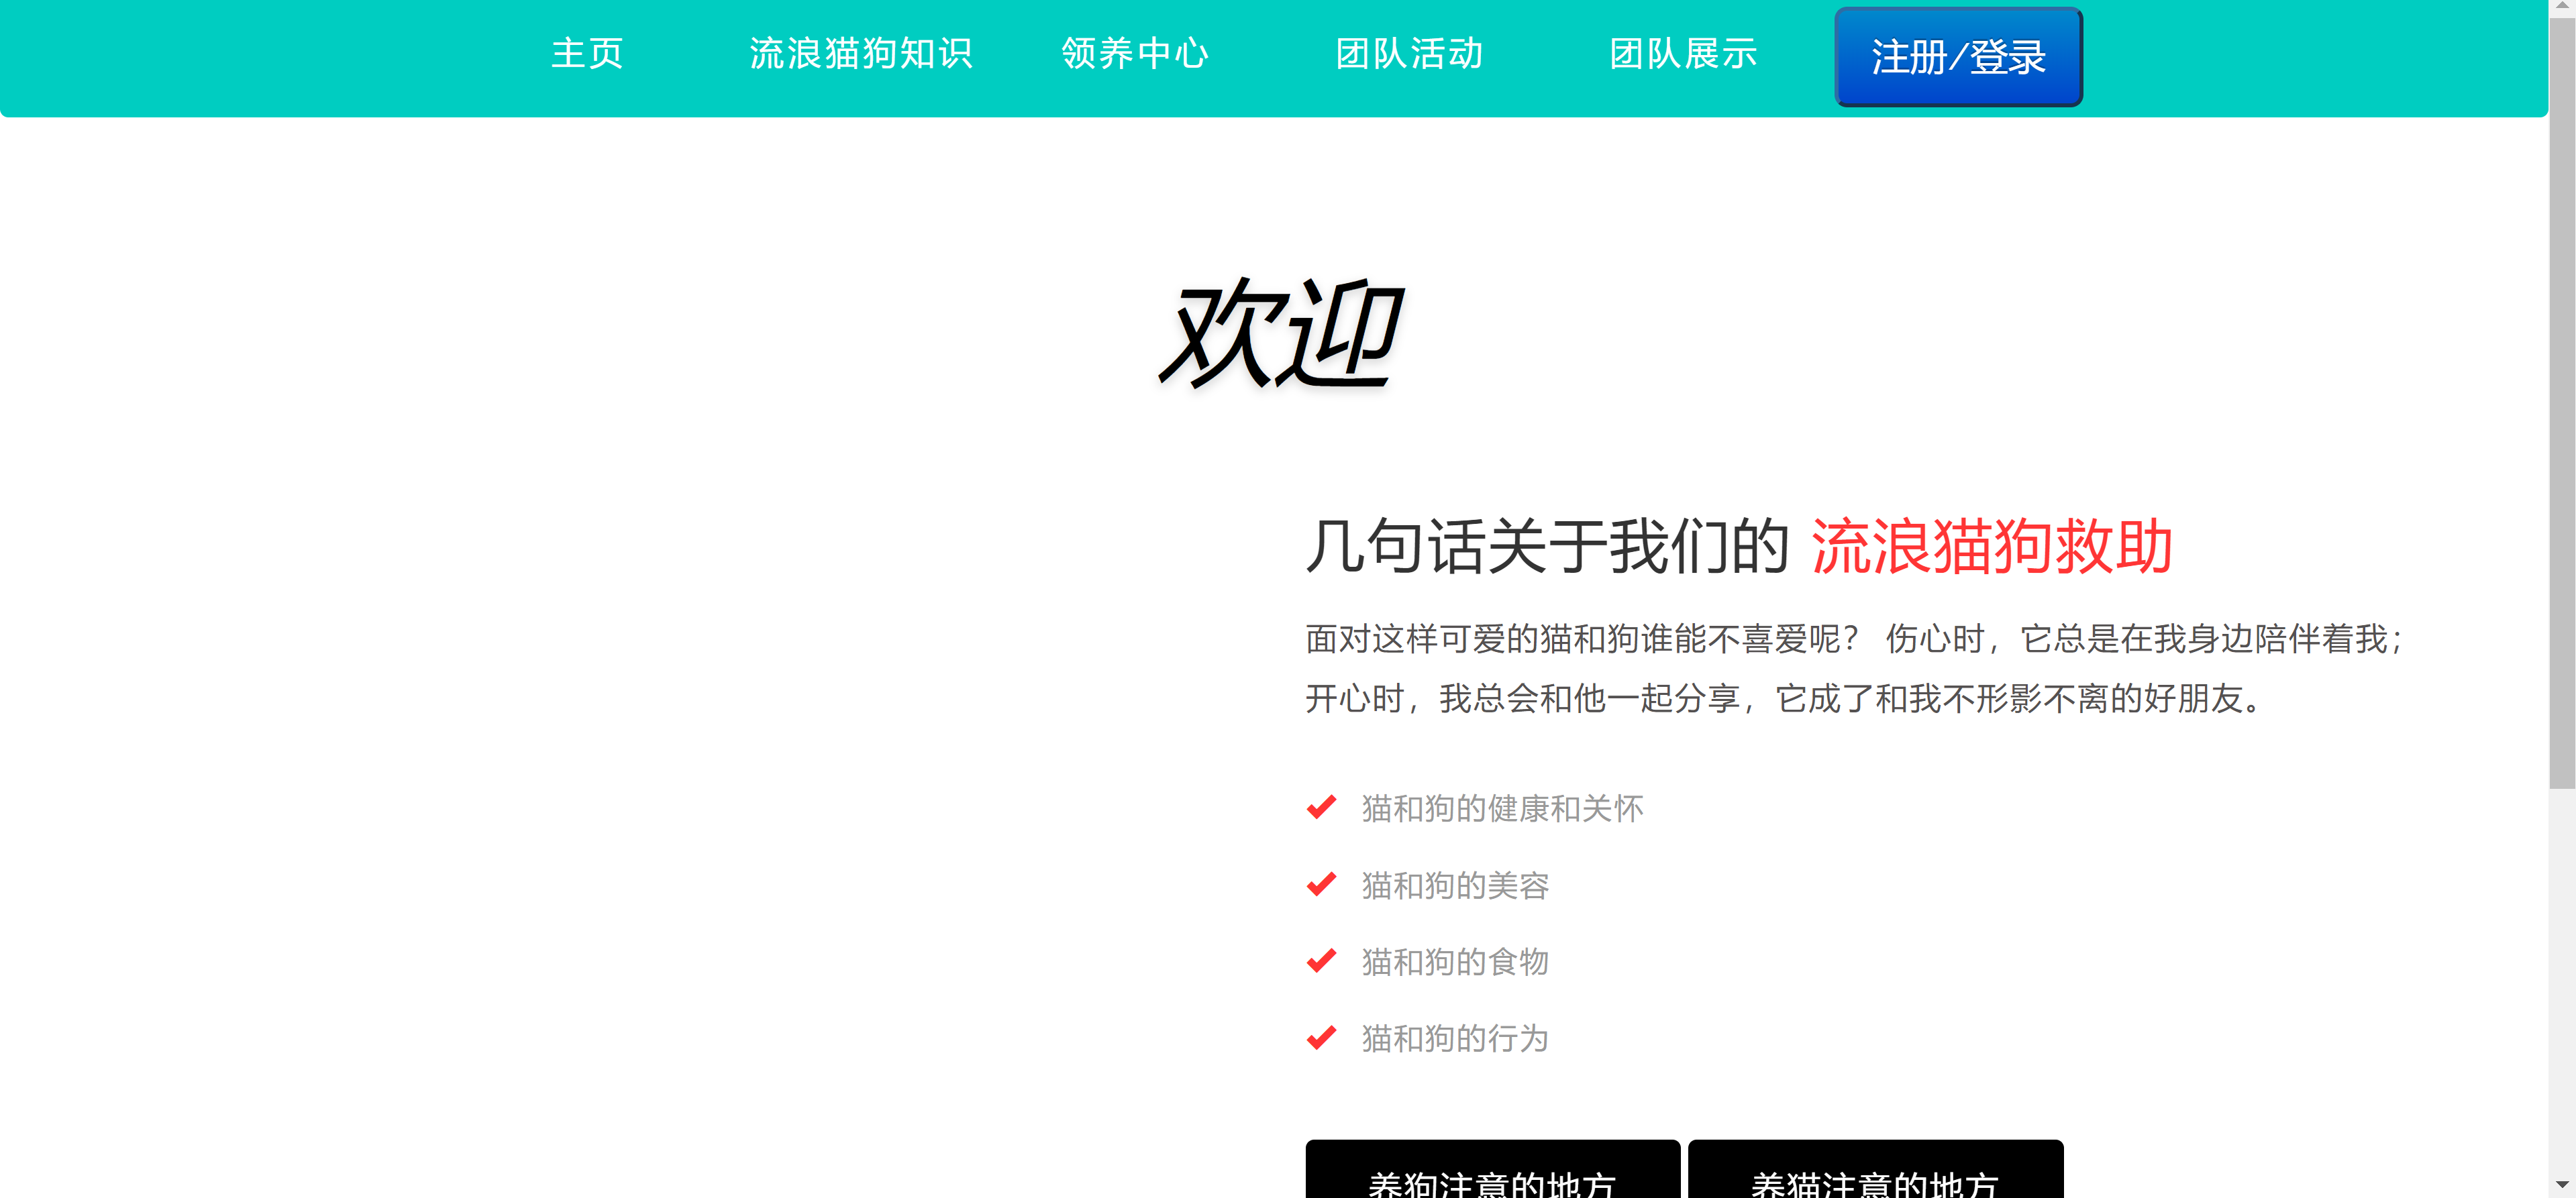 主页 流浪猫狗知识 领养中心 团队活动 团队展示 注册/登录
欢迎
几句话关于我们的 流浪猫狗救助
面对这样可爱的猫和狗谁能不喜爱呢？ 伤心时，它总是在我身边陪伴着我；
开心时，我总会和他一起分享，它成了和我不形影不离的好朋友。
猫和狗的健康和关怀
猫和狗的美容
猫和狗的食物
猫和狗的行为
养狗注意的地方 养猫注意的地方